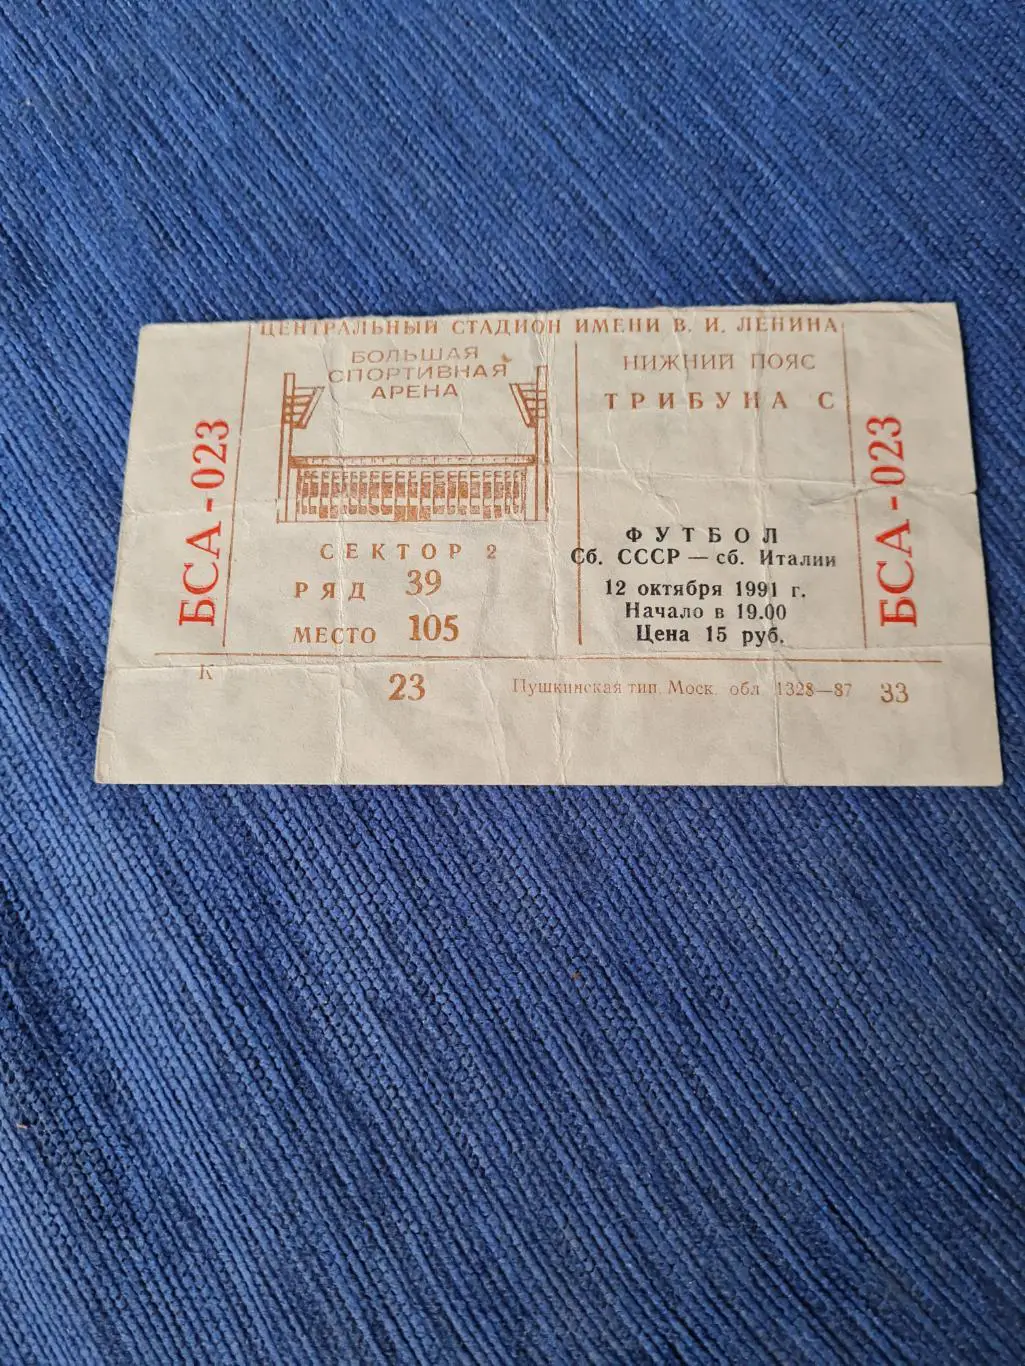 ЦЕНТРАЛЬНЫЙ СТАДИОН ИМЕНИ В. И. ЛЕНИНА
БОЛЬШАЯ
СПОРТИВНАЯ
АРЕНА
НИЖНИЙ ПОЯС
ТРИБУНА С
БСА - 023
СЕКТОР 2
РЯД 39
МЕСТО 105
ФУТБОЛ
Сб. СССР — сб. Италии
12 октября 1991 г.
Начало в 19.00
Цена 15 руб.
БСА - 023
К
23
Пушкинская тип. Моск. обл 1328—87 33